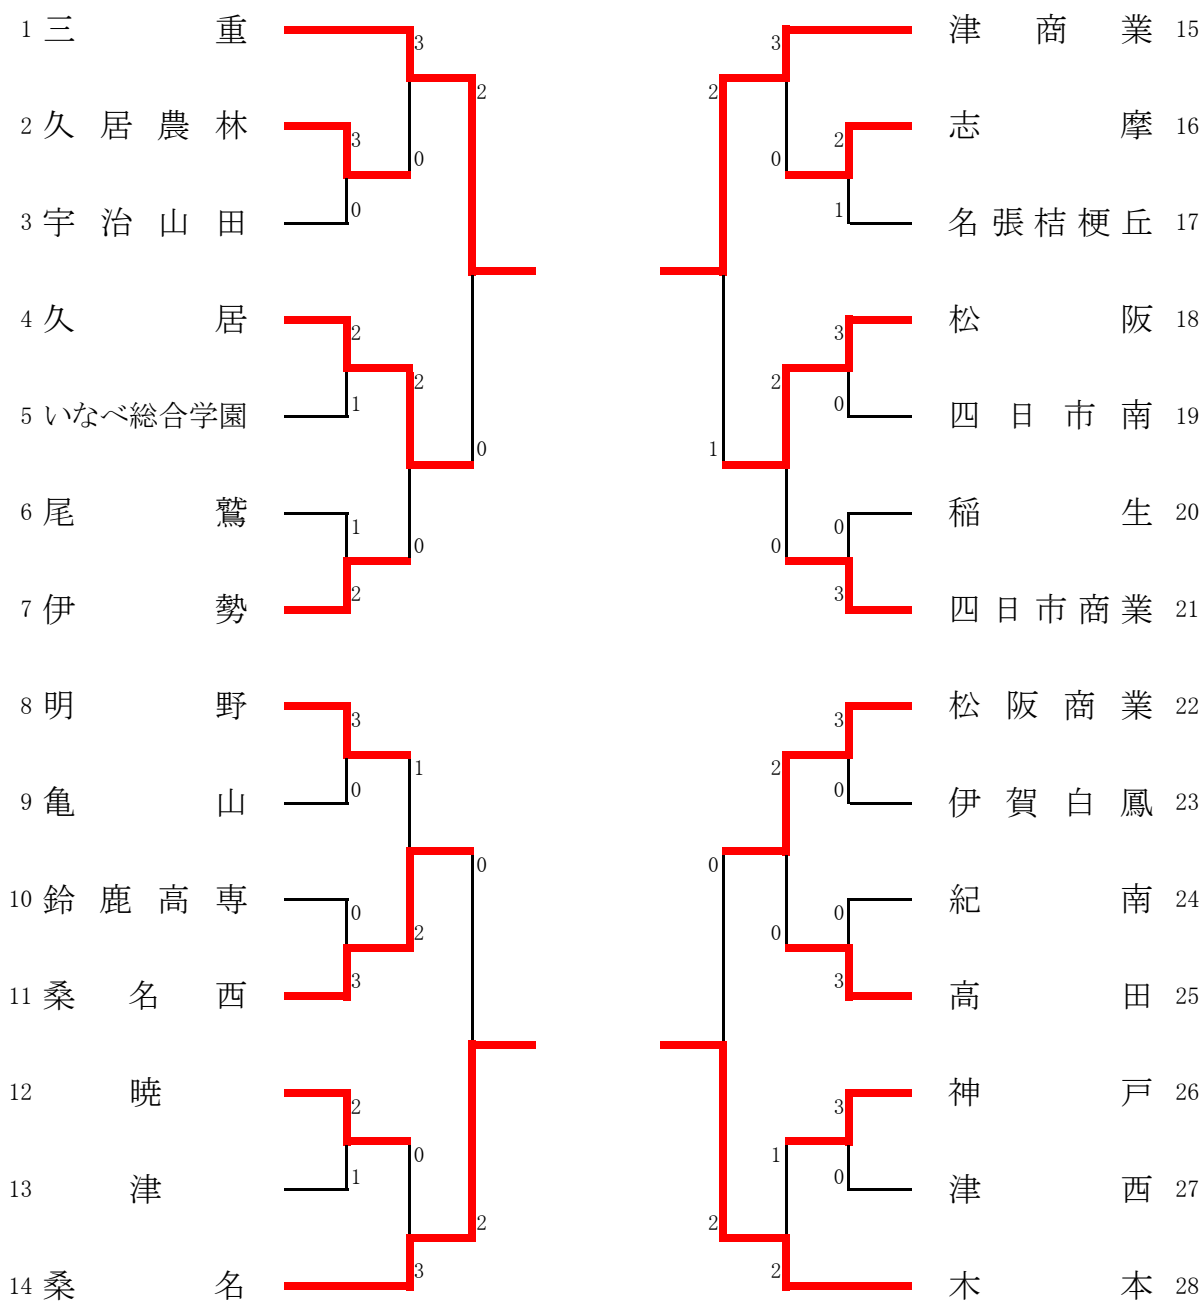 1 三重
3
2
2 久居農林
3
0
3 宇治山田
0
4 久居
2
2
5 いなべ総合学園
1
0
6 尾鷲
1
0
7 伊勢
2
8 明野
3
1
9 亀山
0
0
10 鈴鹿高専
0
2
11 桑名西
3
12 暁
2
0
13 津
1
2
14 桑名
3
津商業 15
3
2
志摩 16
2
0
名張桔梗丘 17
1
松阪 18
3
2
四日市南 19
0
1
稲生 20
0
0
四日市商業 21
3
松阪商業 22
3
2
伊賀白鳳 23
0
0
紀南 24
0
0
高田 25
3
神戸 26
3
1
津西 27
0
2
木本 28
2